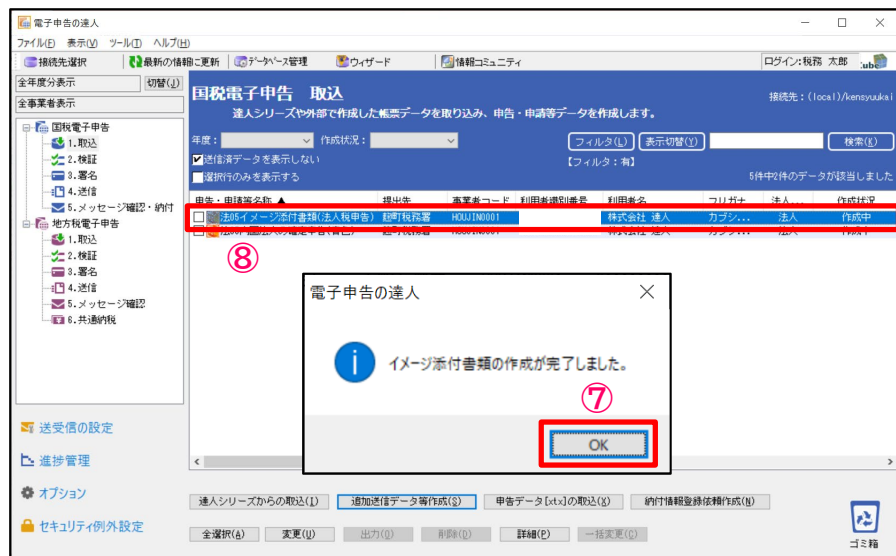 電子申告の達人
ファイル(F) 表示(V) ツール(T) ヘルプ(H)
接続先選択 最新の情報に更新 データベース管理 ウィザード 情報コミュニティ ログイン:税務 太郎
全年度分表示 切替(J)
全事業者表示
国税電子申告
1.取込
2.検証
3.署名
4.送信
5.メッセージ確認・納付
地方税電子申告
1.取込
2.検証
3.署名
4.送信
5.メッセージ確認
6.共通納税
送受信の設定
進捗管理
オプション
セキュリティ例外設定
国税電子申告 取込
接続先:(local)/kensyuukai
達人シリーズや外部で作成した帳票データを取り込み、申告・申請等データを作成します。
年度: 作成状況: フィルタ(L) 表示切替(Y) 検索(K)
送信済データを表示しない 【フィルタ:有】
選択行のみを表示する 5件中2件のデータが該当しました
申告・申請等名称 ▲ 提出先 事業者コード 利用者識別番号 利用者名 フリガナ 法人... 作成状況
法05イメージ添付書類(法人税申告) 麹町税務署 HOUJIN0001 株式会社 達人 カブシ... 法人 作成中
⑧
電子申告の達人
イメージ添付書類の作成が完了しました。
⑦
OK
達人シリーズからの取込(I) 追加送信データ等作成(S) 申告データ[xtx]の取込(X) 納付情報登録依頼作成(N)
全選択(A) 変更(U) 出力(O) 削除(D) 詳細(P) 一括変更(C)
ゴミ箱